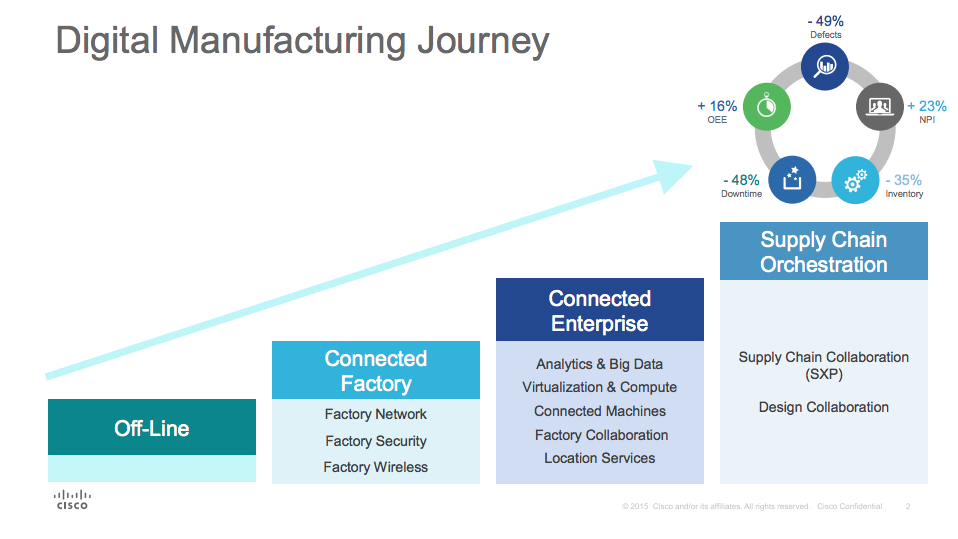 Digital Manufacturing Journey
- 49%
Defects
+ 16%
OEE
+ 23%
NPI
- 48%
Downtime
- 35%
Inventory
Off-Line
Connected
Factory
Factory Network
Factory Security
Factory Wireless
Connected
Enterprise
Analytics & Big Data
Virtualization & Compute
Connected Machines
Factory Collaboration
Location Services
Supply Chain
Orchestration
Supply Chain Collaboration
(SXP)
Design Collaboration
CISCO
© 2015 Cisco and/or its affiliates. All rights reserved. Cisco Confidential 2